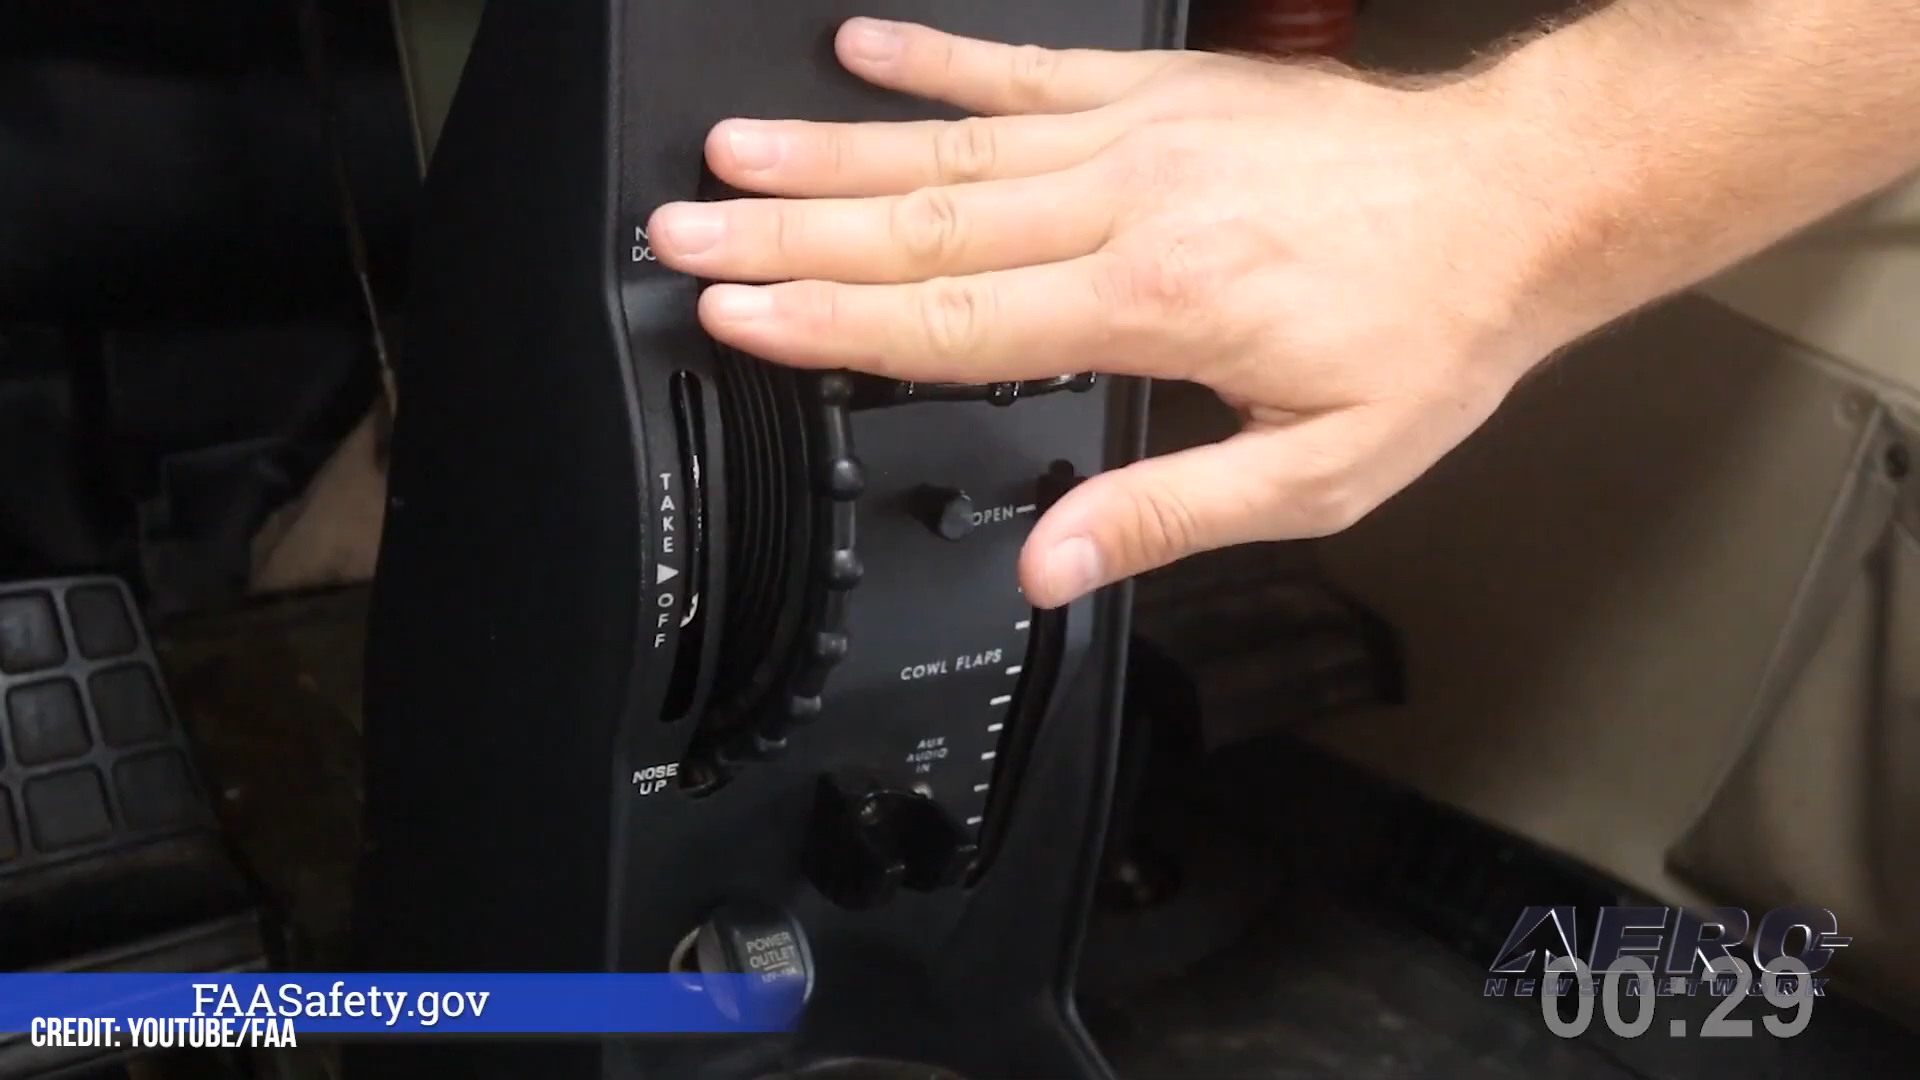 TAKE
OFF
OPEN
COWL FLAPS
AUX
AUDIO
IN
NOSE
UP
POWER
OUTLET
FAASafety.gov
CREDIT: YOUTUBE/FAA
AERO
NEWS NETWORK
00:29